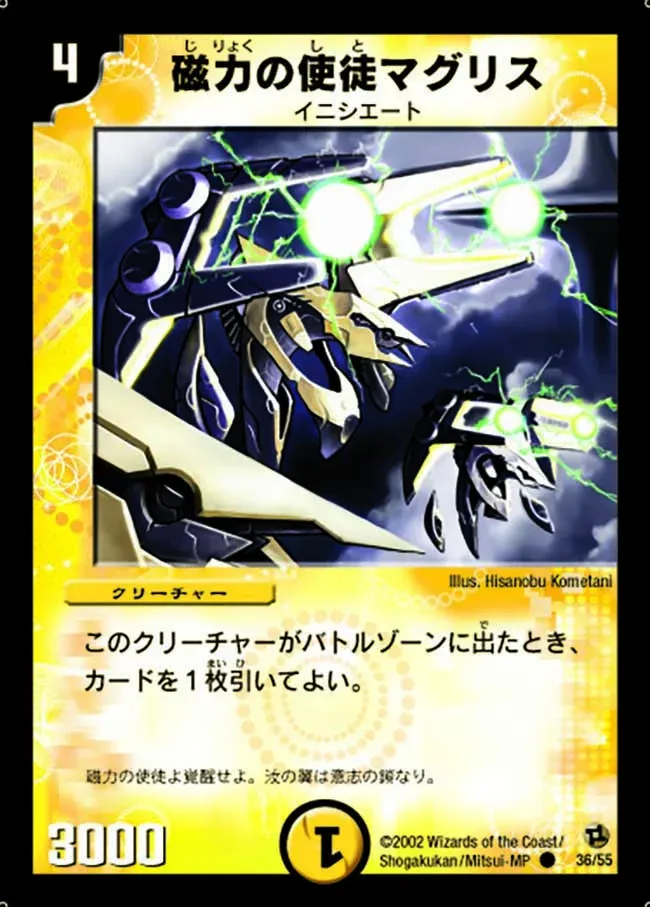 4
じ りょく し と
磁力の使徒マグリス
イニシエート
Illus. Hisanobu Kometani
クリーチャー
で
このクリーチャーがバトルゾーンに出たとき、
まい ひ
カードを1枚引いてよい。
磁力の使徒よ覚醒せよ。汝の翼は意志の鏡なり。
3000
1
©2002 Wizards of the Coast/
Shogakukan/Mitsui-MP
36/55